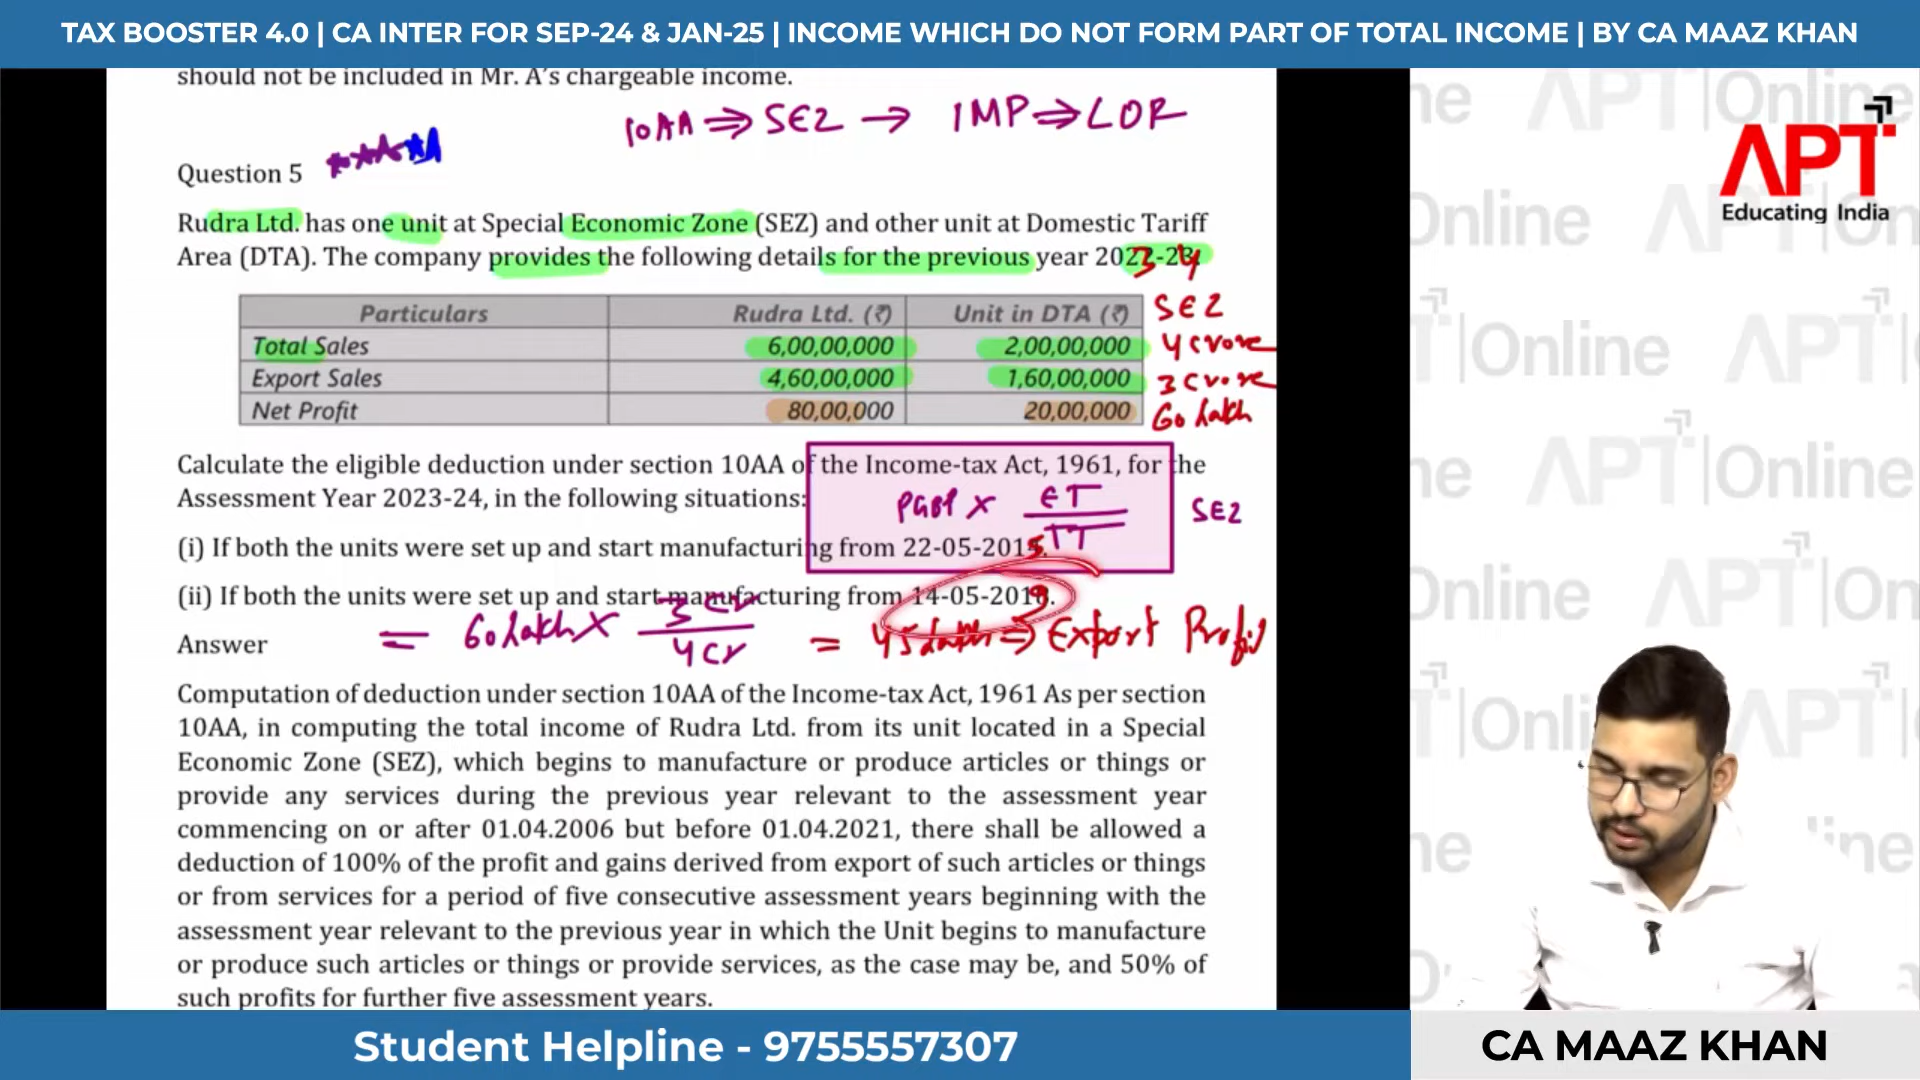 TAX BOOSTER 4.0 | CA INTER FOR SEP-24 & JAN-25 | INCOME WHICH DO NOT FORM PART OF TOTAL INCOME | BY CA MAAZ KHAN
should not be included in Mr. A's chargeable income.
10AA ⇒ SEZ → IMP ⇒ LDR
Question 5
Rudra Ltd. has one unit at Special Economic Zone (SEZ) and other unit at Domestic Tariff
Area (DTA). The company provides the following details for the previous year 2023-24
SEZ
Particulars Rudra Ltd. (₹) Unit in DTA (₹)
Total Sales 6,00,00,000 2,00,00,000 4 crore
Export Sales 4,60,00,000 1,60,00,000 3 crore
Net Profit 80,00,000 20,00,000 60 lakh
Calculate the eligible deduction under section 10AA of the Income-tax Act, 1961, for the
Assessment Year 2023-24, in the following situations:
PGBP × ET / TT SEZ
(i) If both the units were set up and start manufacturing from 22-05-2015.
(ii) If both the units were set up and start manufacturing from 14-05-2019.
= 60 lakh × 3 Cr / 4 Cr = 45 lakh ⇒ Export Profit
Answer
Computation of deduction under section 10AA of the Income-tax Act, 1961 As per section
10AA, in computing the total income of Rudra Ltd. from its unit located in a Special
Economic Zone (SEZ), which begins to manufacture or produce articles or things or
provide any services during the previous year relevant to the assessment year
commencing on or after 01.04.2006 but before 01.04.2021, there shall be allowed a
deduction of 100% of the profit and gains derived from export of such articles or things
or from services for a period of five consecutive assessment years beginning with the
assessment year relevant to the previous year in which the Unit begins to manufacture
or produce such articles or things or provide services, as the case may be, and 50% of
such profits for further five assessment years.
APT
Educating India
Student Helpline - 9755557307
CA MAAZ KHAN